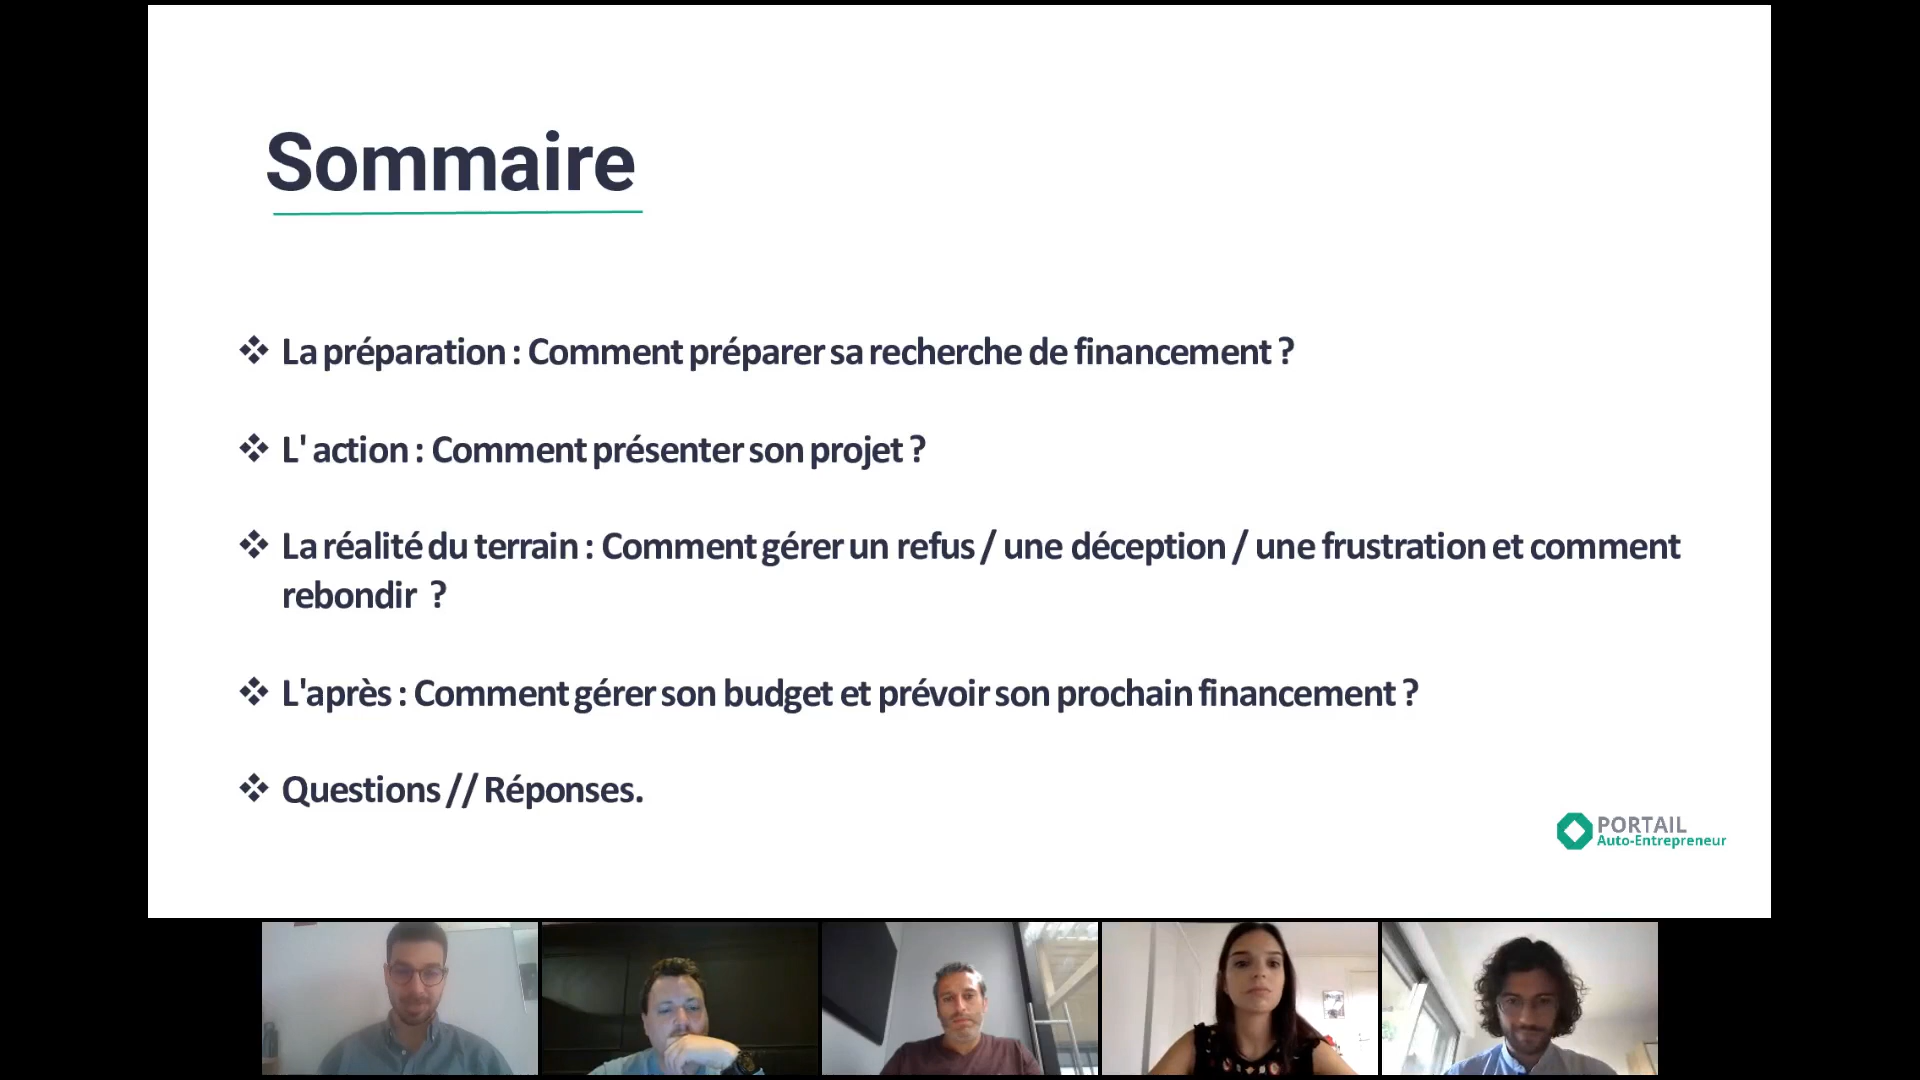 Sommaire
❖ La préparation : Comment préparer sa recherche de financement ?
❖ L' action : Comment présenter son projet ?
❖ La réalité du terrain : Comment gérer un refus / une déception / une frustration et comment
rebondir ?
❖ L'après : Comment gérer son budget et prévoir son prochain financement ?
❖ Questions // Réponses.
PORTAIL
Auto-Entrepreneur